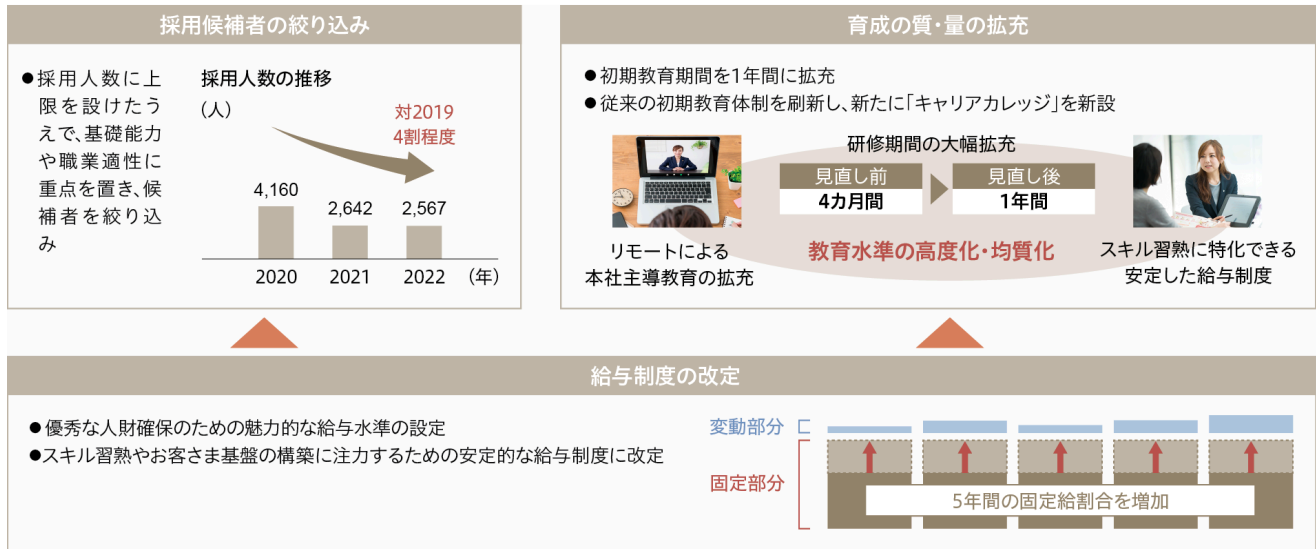 採用候補者の絞り込み
●採用人数に上
限を設けたう
えで、基礎能力
や職業適性に
重点を置き、候
補者を絞り込
み
採用人数の推移
(人)
対2019
4割程度
4,160
2,642
2,567
2020
2021
2022
(年)
育成の質・量の拡充
●初期教育期間を1年間に拡充
●従来の初期教育体制を刷新し、新たに「キャリアカレッジ」を新設
研修期間の大幅拡充
見直し前
4カ月間
見直し後
1年間
教育水準の高度化・均質化
リモートによる
本社主導教育の拡充
スキル習熟に特化できる
安定した給与制度
給与制度の改定
●優秀な人財確保のための魅力的な給与水準の設定
●スキル習熟やお客さま基盤の構築に注力するための安定的な給与制度に改定
変動部分
固定部分
5年間の固定給割合を増加